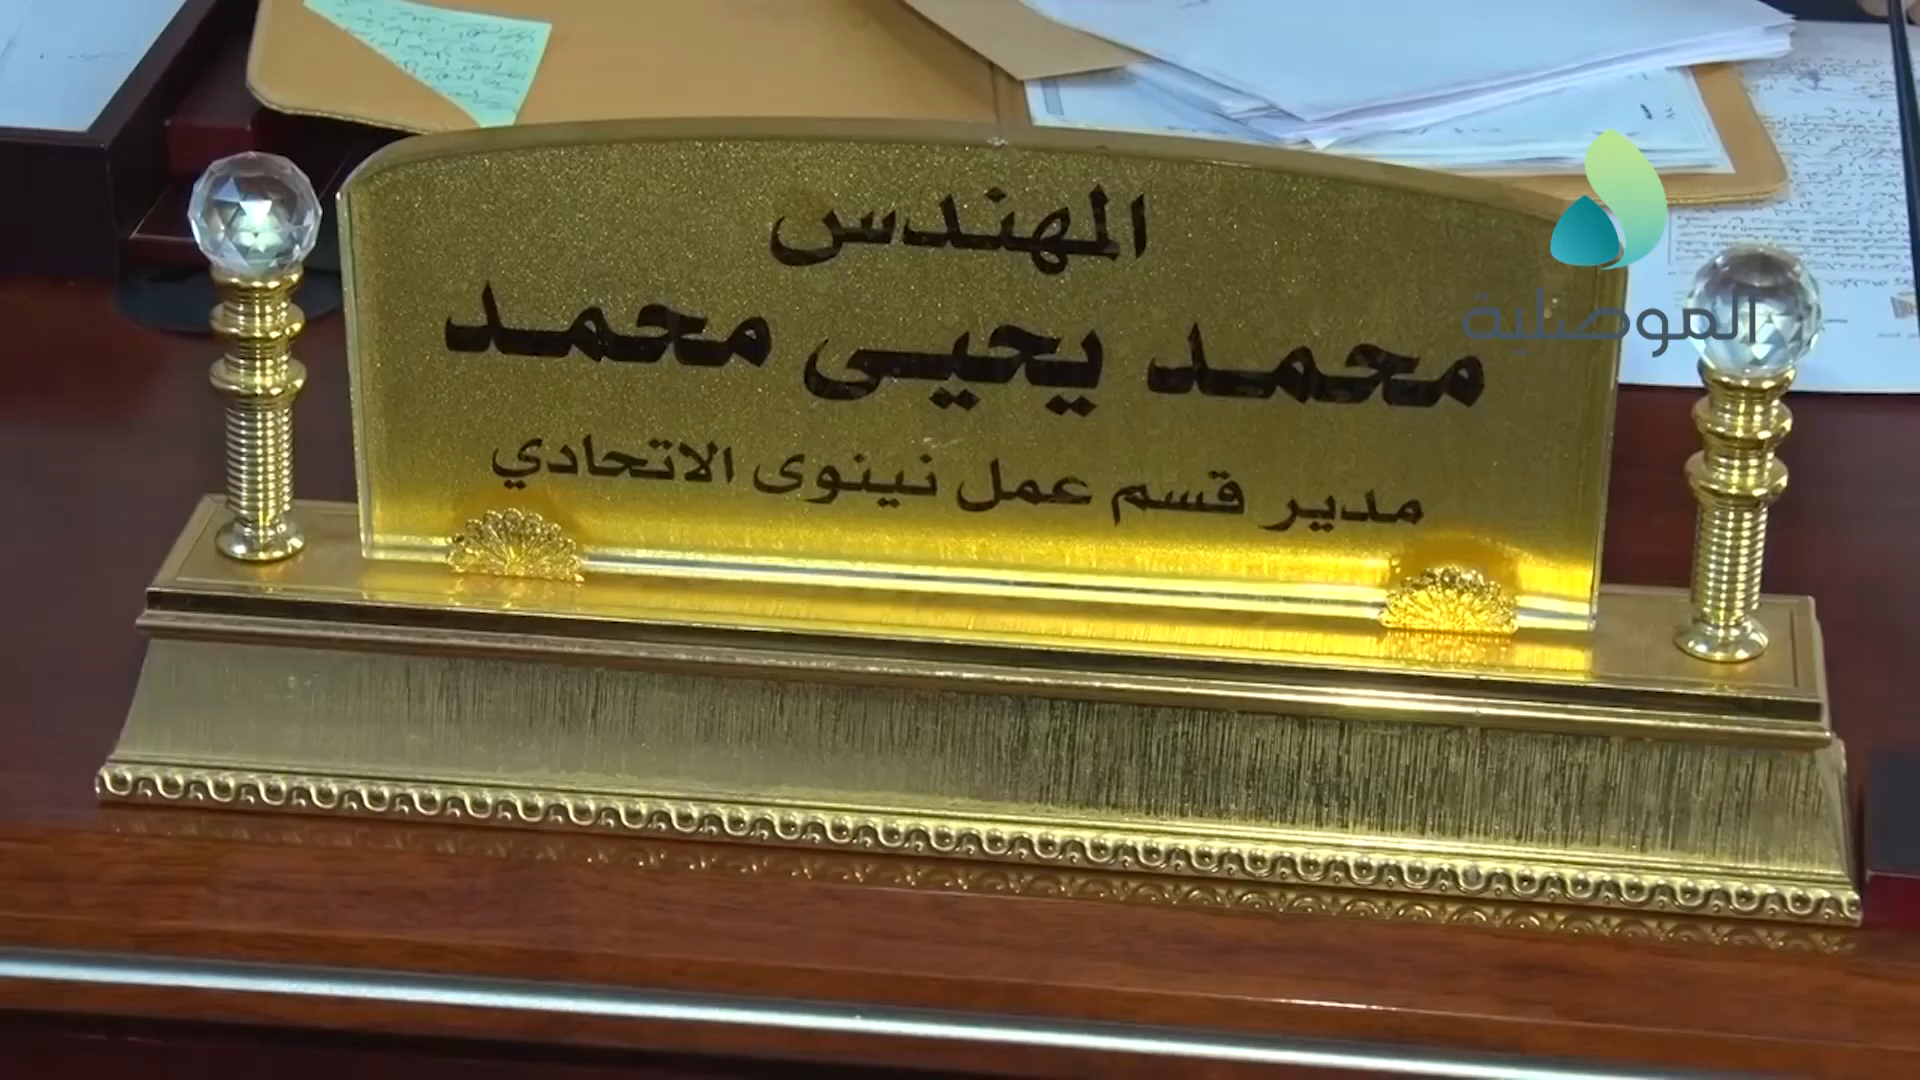 المهندس
محمد يحيى محمد
مدير قسم عمل نينوى الاتحادي
الموصلية